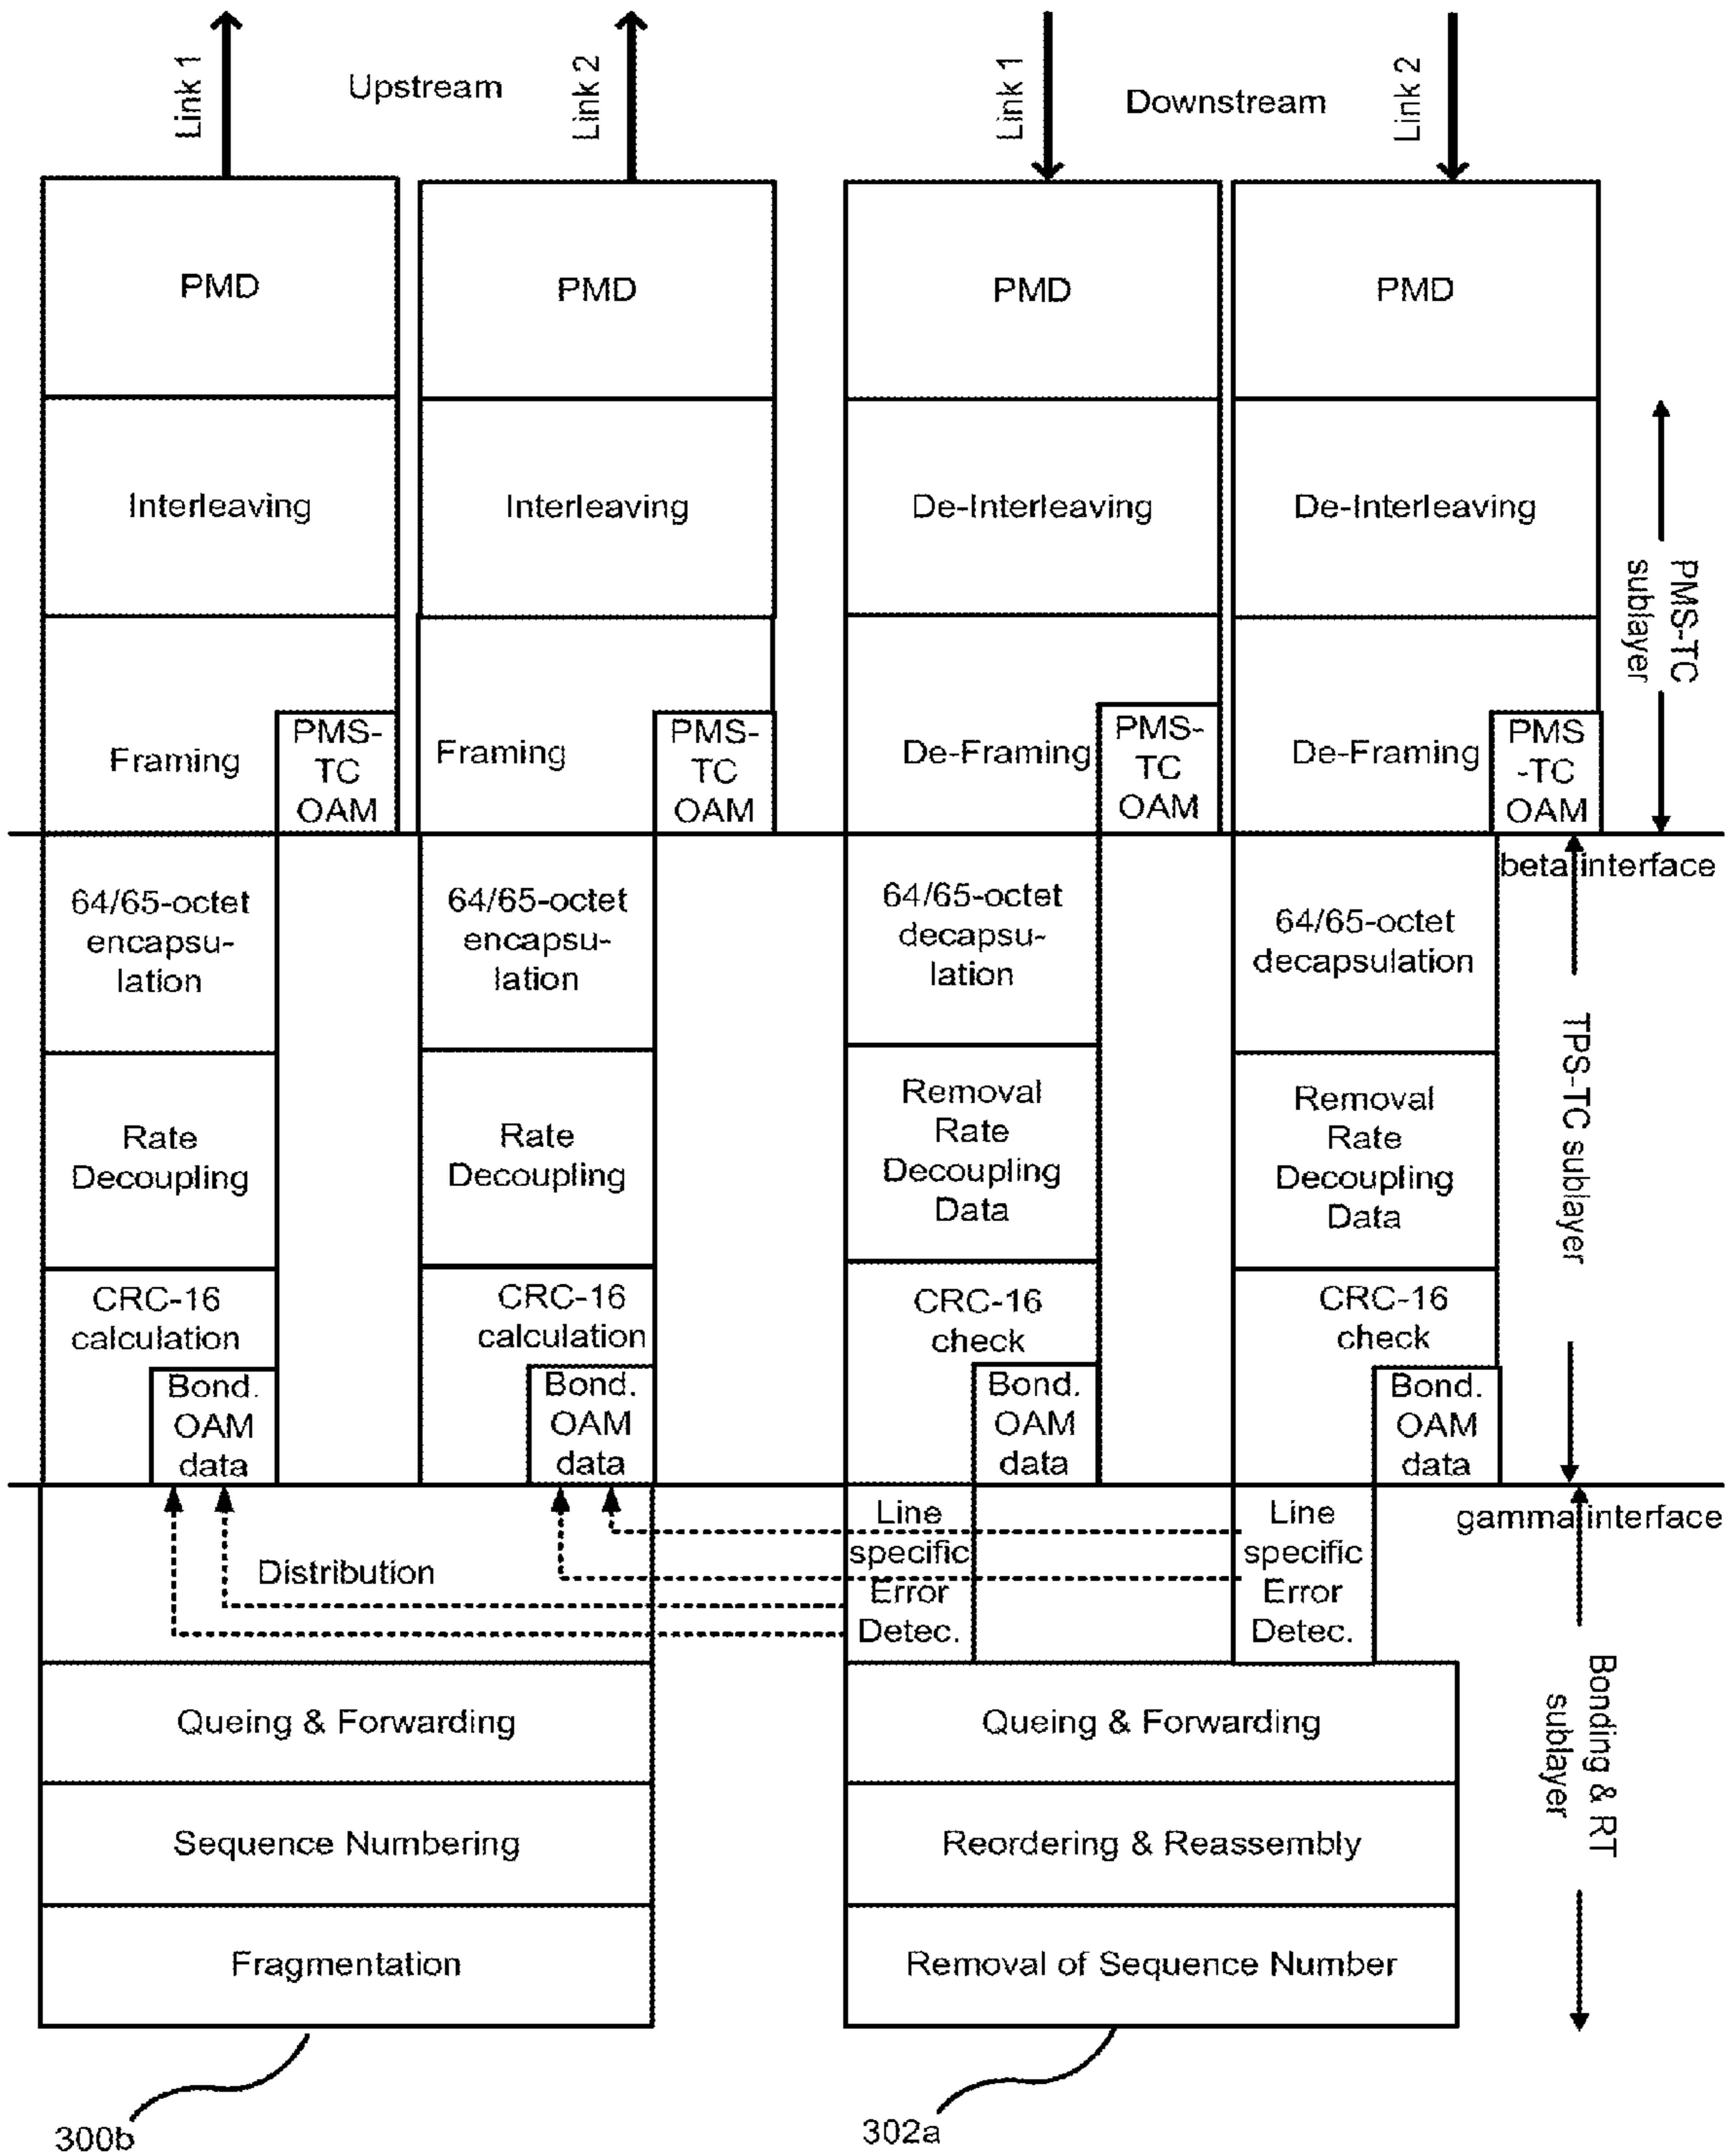 Link 1
Upstream
Link 2
Link 1
Downstream
Link 2
PMD
PMD
PMD
PMD
Interleaving
Interleaving
De-Interleaving
De-Interleaving
PMS-TC
sublayer
Framing
PMS-
TC
OAM
Framing
PMS-
TC
OAM
De-Framing
PMS-
TC
OAM
De-Framing
PMS
-TC
OAM
beta interface
64/65-octet
encapsu-
lation
64/65-octet
encapsu-
lation
64/65-octet
decapsu-
lation
64/65-octet
decapsulation
TPS-TC sublayer
Rate
Decoupling
Rate
Decoupling
Removal
Rate
Decoupling
Data
Removal
Rate
Decoupling
Data
CRC-16
calculation
CRC-16
calculation
CRC-16
check
CRC-16
check
Bond.
OAM
data
Bond.
OAM
data
Bond.
OAM
data
Bond.
OAM
data
gamma interface
Distribution
Line
specific
Error
Detec.
Line
specific
Error
Detec.
Bonding & RT
sublayer
Queing & Forwarding
Queing & Forwarding
Sequence Numbering
Reordering & Reassembly
Fragmentation
Removal of Sequence Number
300b
302a